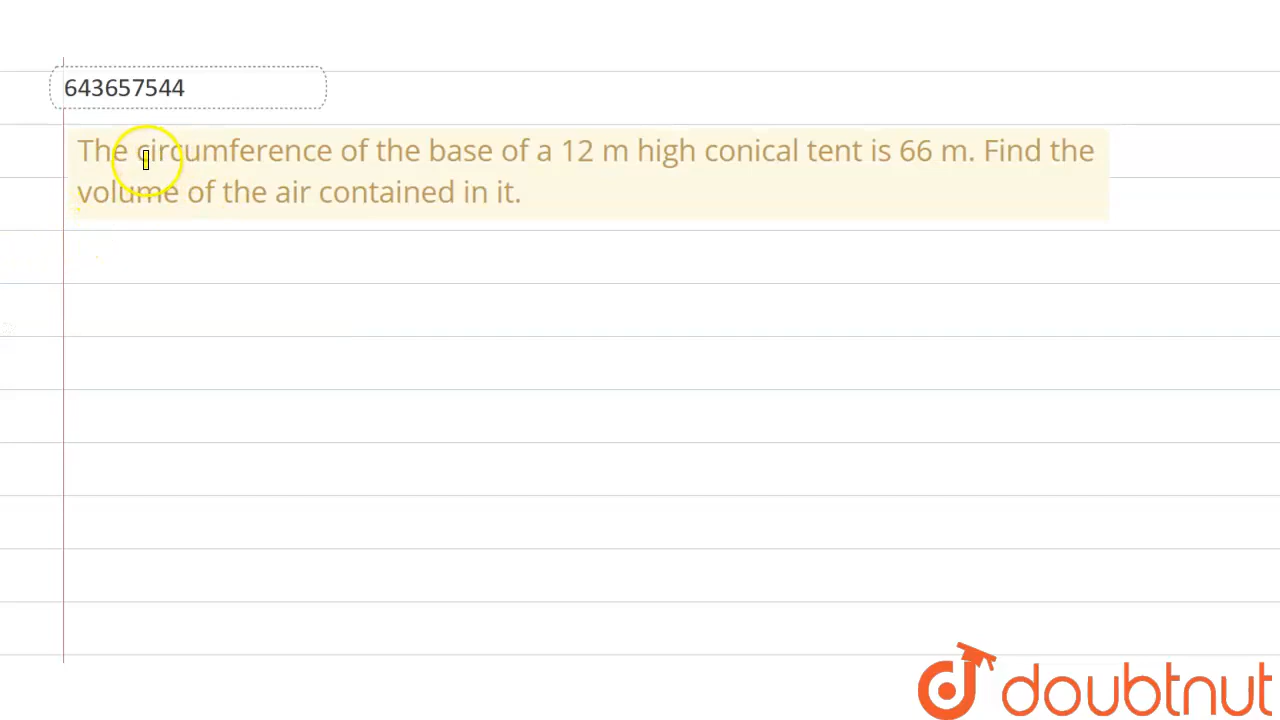 643657544
The circumference of the base of a 12 m high conical tent is 66 m. Find the
volume of the air contained in it.
doubtnut